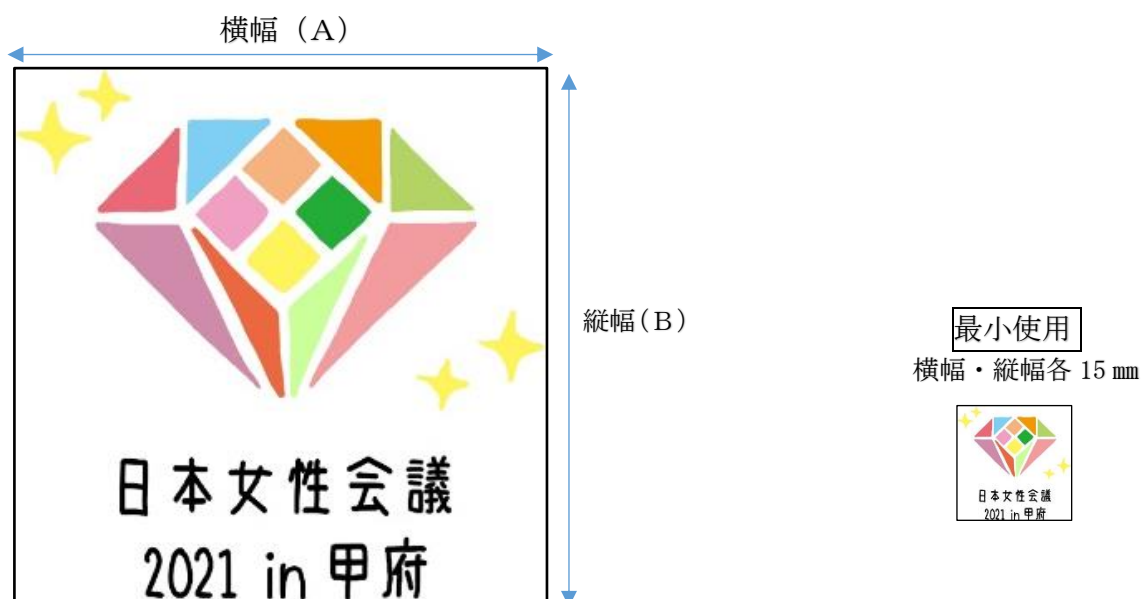 横幅（A）
縦幅（B）
日本女性会議
2021 in 甲府
最小使用
横幅・縦幅各 15 ㎜
日本女性会議
2021 in 甲府